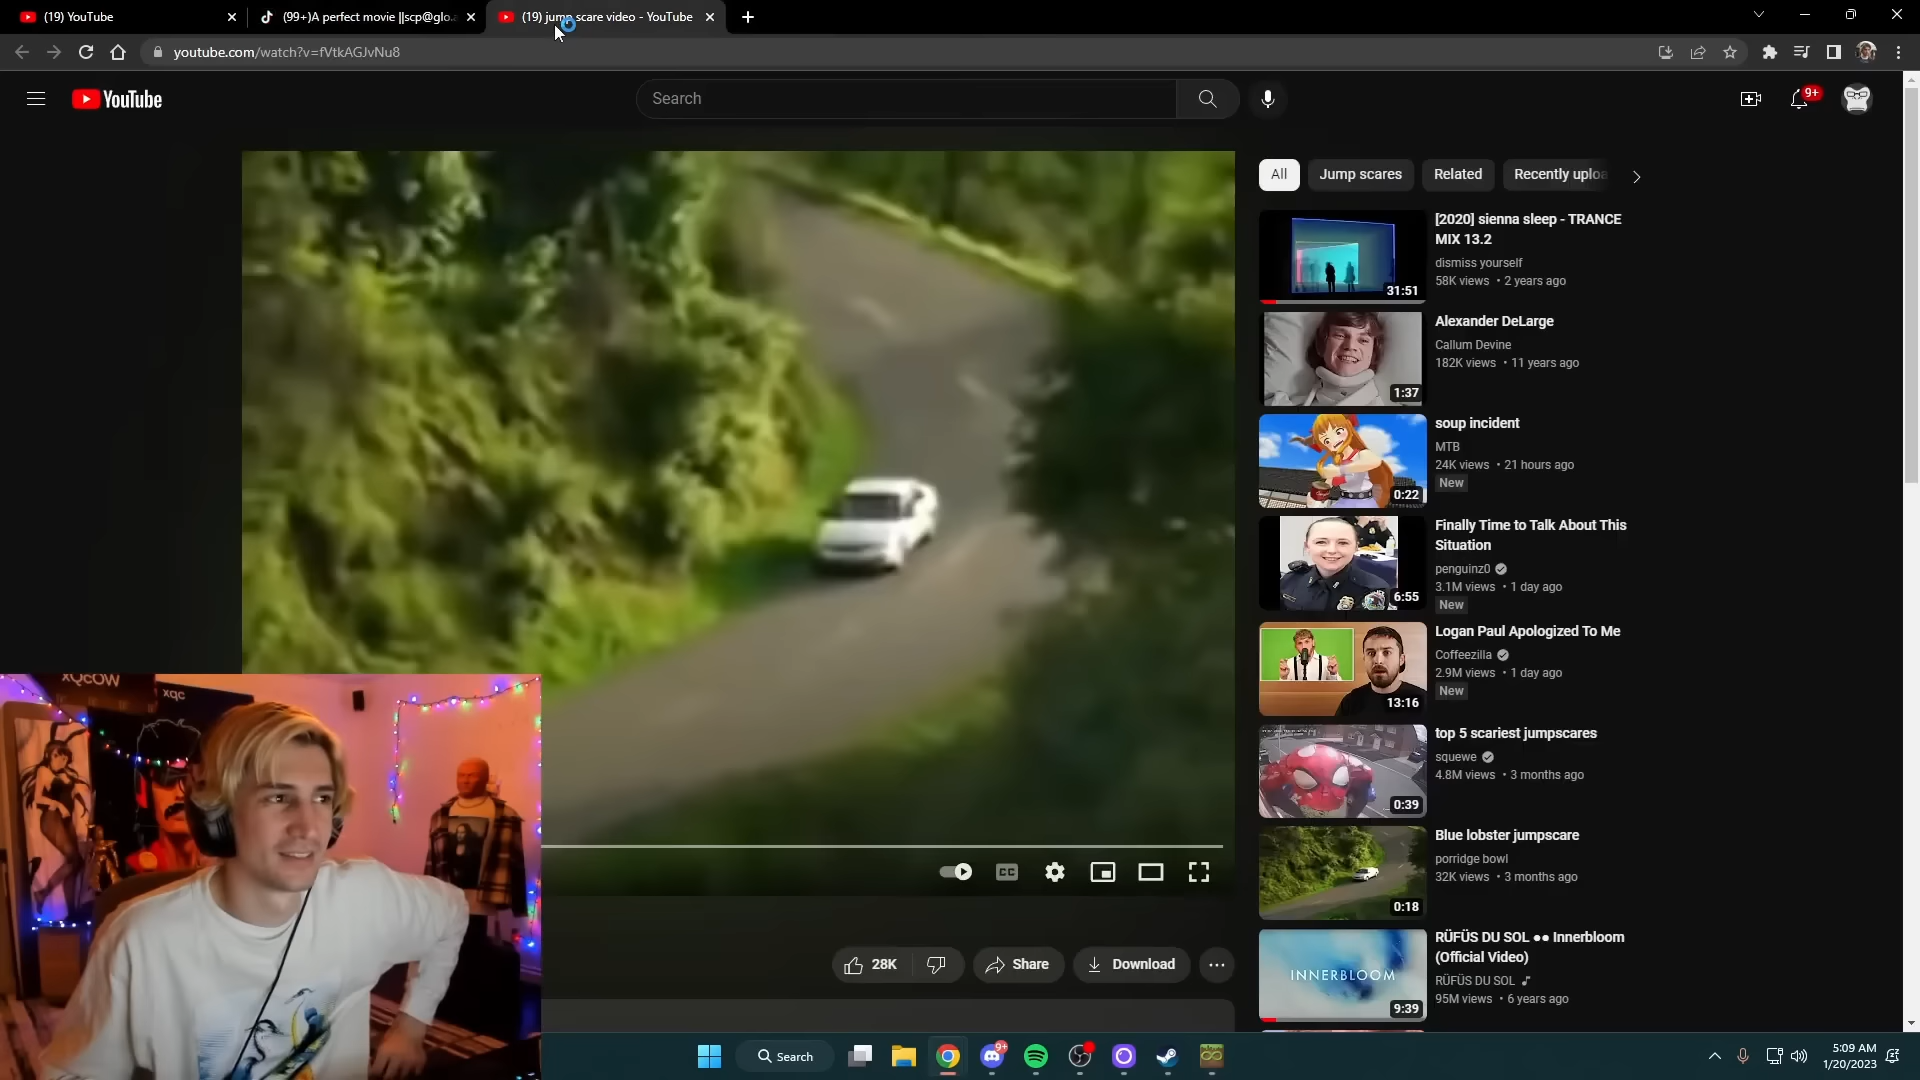 (19) YouTube
(99+)A perfect movie ||scp@glo.a
(19) jump scare video - YouTube
youtube.com/watch?v=fVtkAGJvNu8
YouTube
Search
9+
All
Jump scares
Related
Recently uploa
[2020] sienna sleep - TRANCE
MIX 13.2
dismiss yourself
58K views • 2 years ago
31:51
Alexander DeLarge
Callum Devine
182K views • 11 years ago
1:37
soup incident
MTB
24K views • 21 hours ago
New
0:22
Finally Time to Talk About This
Situation
penguinz0
3.1M views • 1 day ago
New
6:55
Logan Paul Apologized To Me
Coffeezilla
2.9M views • 1 day ago
New
13:16
top 5 scariest jumpscares
squewe
4.8M views • 3 months ago
0:39
Blue lobster jumpscare
porridge bowl
32K views • 3 months ago
0:18
RÜFÜS DU SOL ●● Innerbloom
(Official Video)
RÜFÜS DU SOL
95M views • 6 years ago
INNERBLOOM
9:39
CC
28K
Share
Download
xQcOW
xqc
Search
9+
5:09 AM
1/20/2023